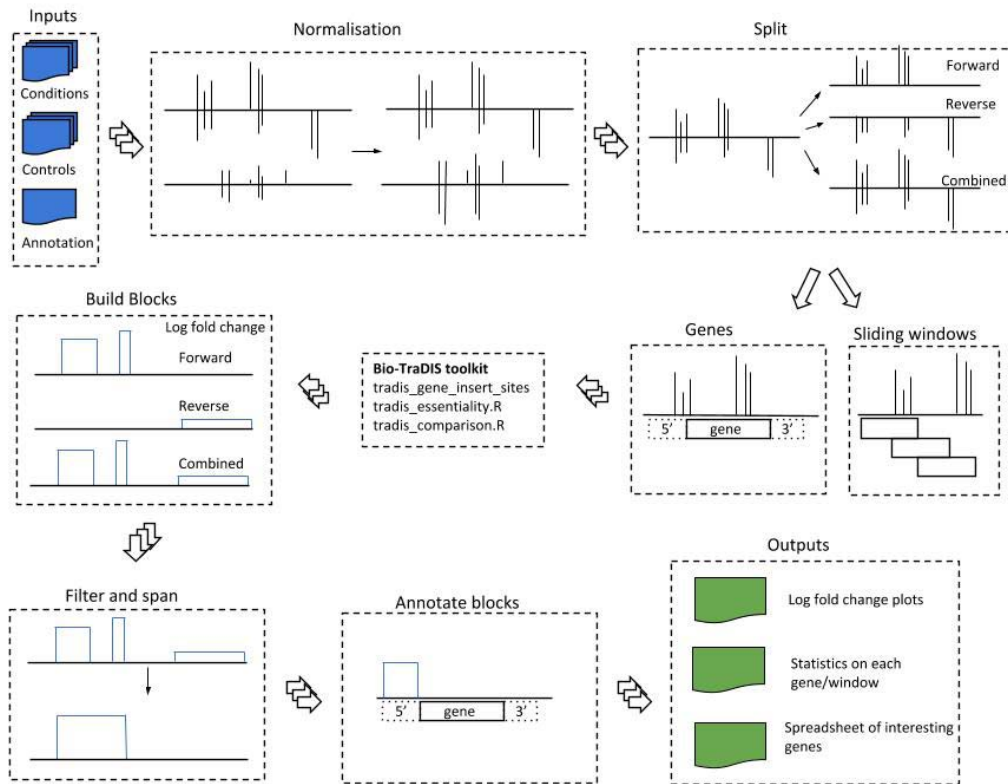 Inputs
Conditions
Controls
Annotation
Normalisation
Split
Forward
Reverse
Combined
Genes
5’ gene 3’
Sliding windows
Bio-TraDIS toolkit
tradis_gene_insert_sites
tradis_essentiality.R
tradis_comparison.R
Build Blocks
Log fold change
Forward
Reverse
Combined
Filter and span
Annotate blocks
5’ gene 3’
Outputs
Log fold change plots
Statistics on each
gene/window
Spreadsheet of interesting
genes